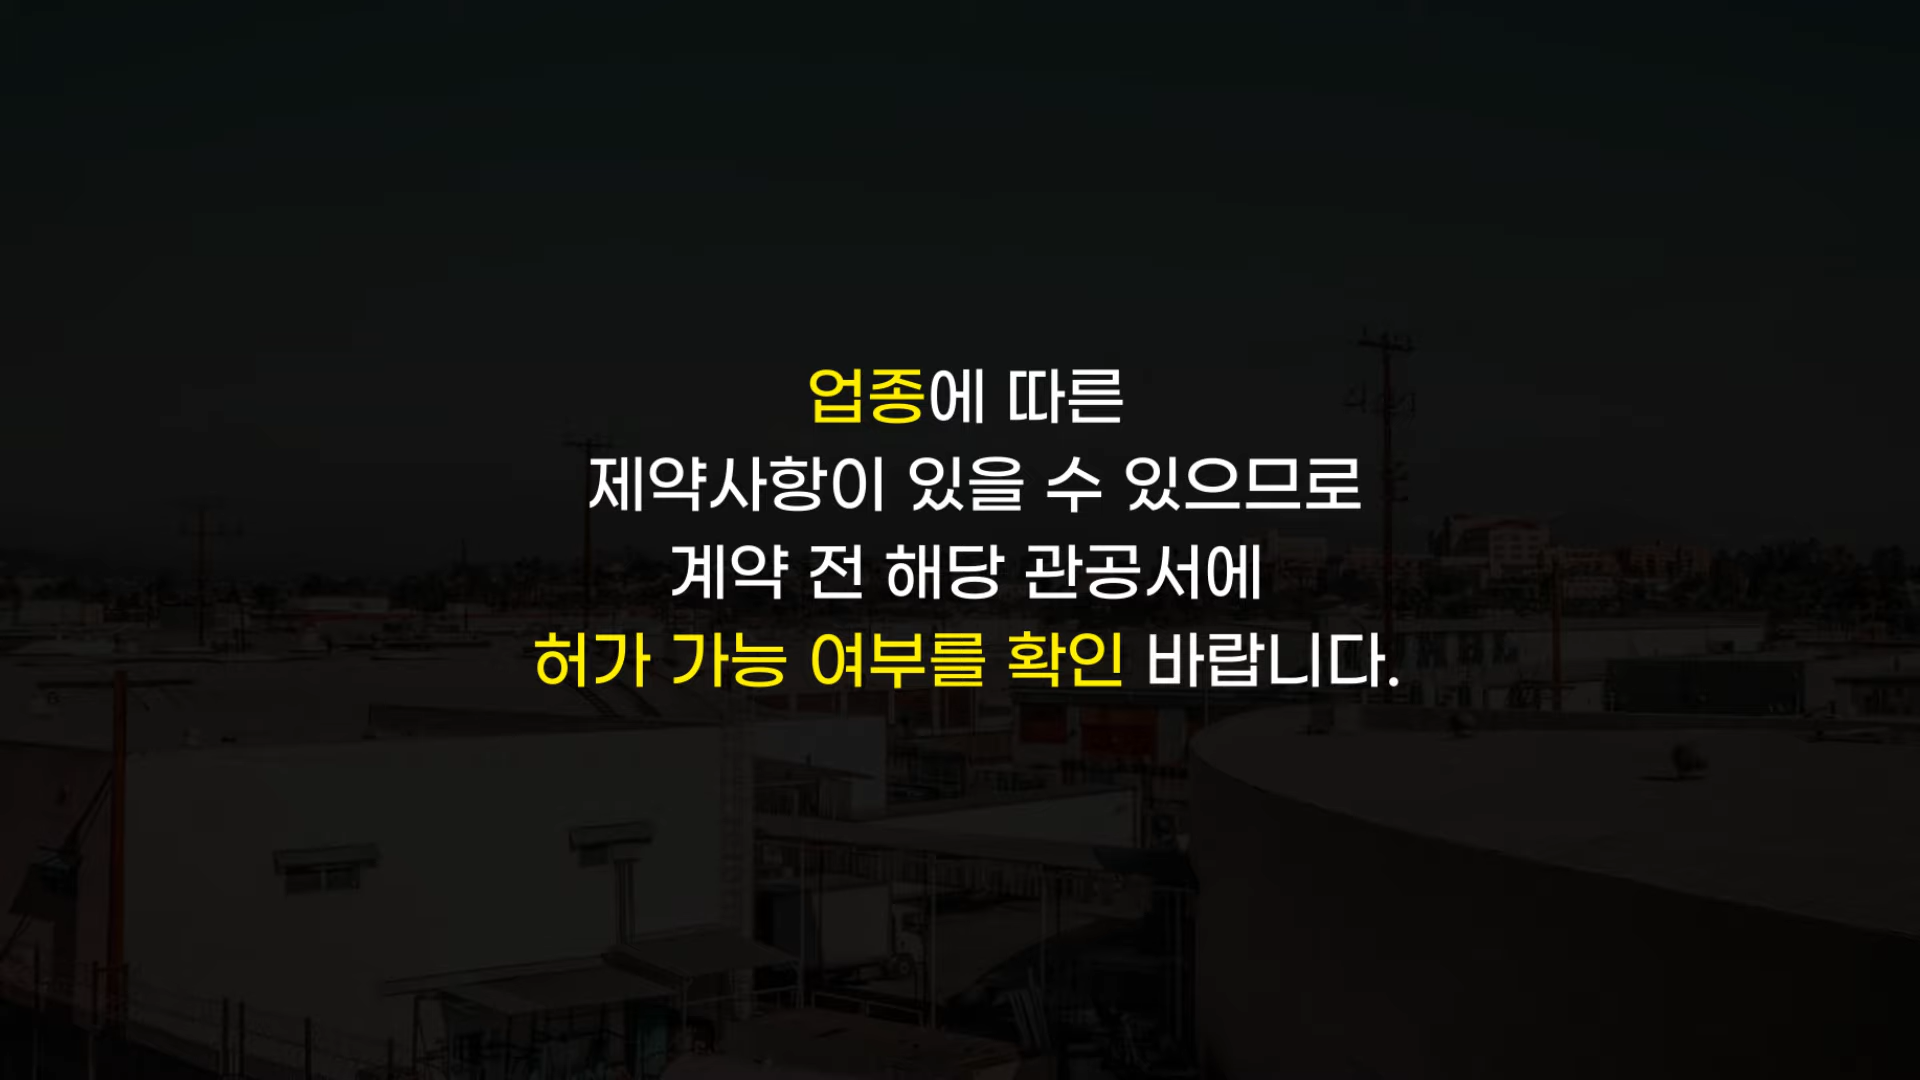 업종에 따른
제약사항이 있을 수 있으므로
계약 전 해당 관공서에
허가 가능 여부를 확인 바랍니다.